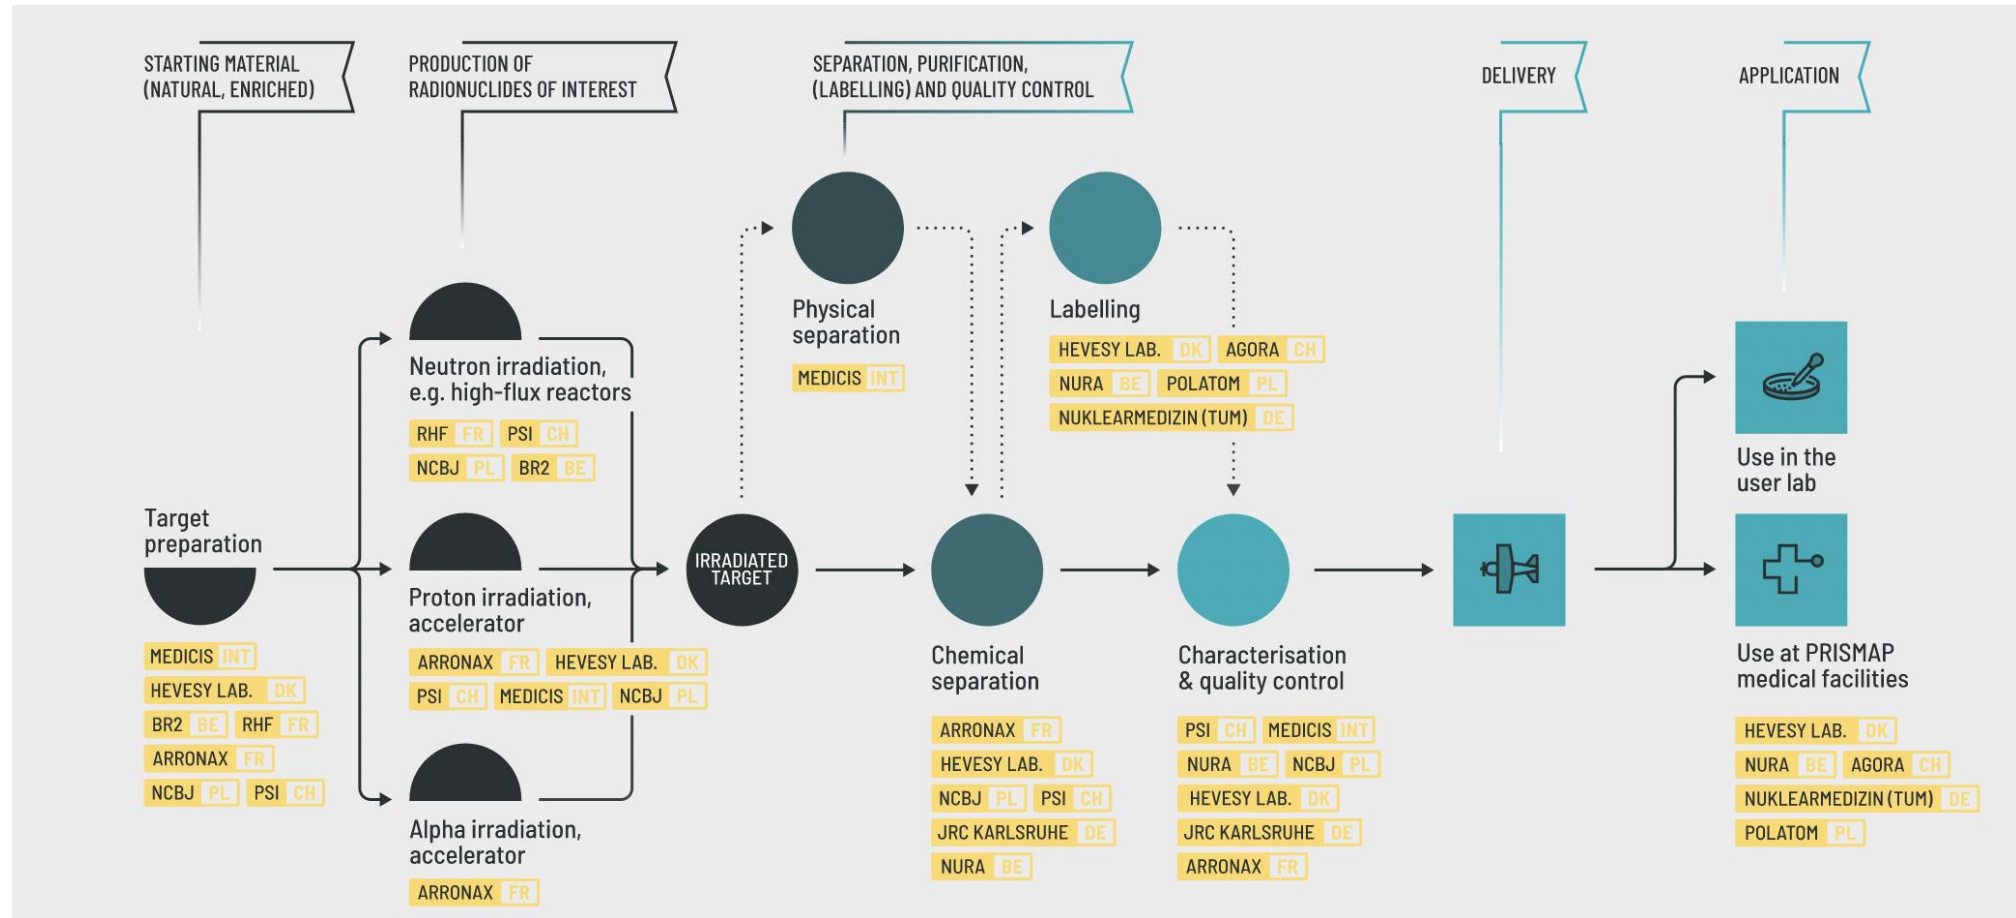 STARTING MATERIAL
(NATURAL, ENRICHED)
PRODUCTION OF
RADIONUCLIDES OF INTEREST
SEPARATION, PURIFICATION,
(LABELLING) AND QUALITY CONTROL
DELIVERY
APPLICATION
Target
preparation
MEDICIS INT
HEVESY LAB. DK
BR2 BE RHF FR
ARRONAX FR
NCBJ PL PSI CH
Neutron irradiation,
e.g. high-flux reactors
RHF FR PSI CH
NCBJ PL BR2 BE
Proton irradiation,
accelerator
ARRONAX FR HEVESY LAB. DK
PSI CH MEDICIS INT NCBJ PL
Alpha irradiation,
accelerator
ARRONAX FR
IRRADIATED
TARGET
Physical
separation
MEDICIS INT
Chemical
separation
ARRONAX FR
HEVESY LAB. DK
NCBJ PL PSI CH
JRC KARLSRUHE DE
NURA BE
Labelling
HEVESY LAB. DK AGORA CH
NURA BE POLATOM PL
NUKLEARMEDIZIN (TUM) DE
Characterisation
& quality control
PSI CH MEDICIS INT
NURA BE NCBJ PL
HEVESY LAB. DK
JRC KARLSRUHE DE
ARRONAX FR
Use in the
user lab
Use at PRISMAP
medical facilities
HEVESY LAB. DK
NURA BE AGORA CH
NUKLEARMEDIZIN (TUM) DE
POLATOM PL